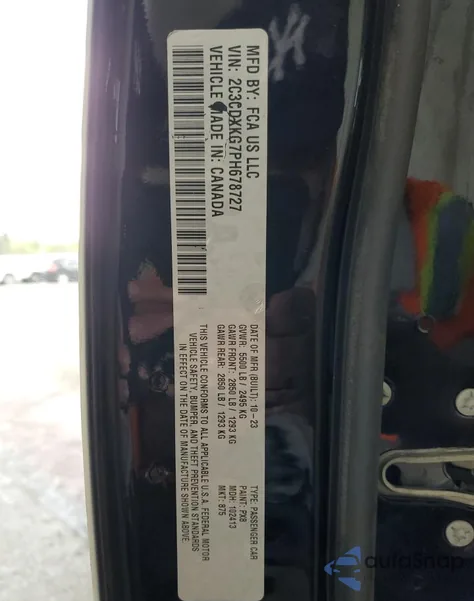 MFD BY: FCA US LLC
VIN: 2C3CDXKG7PH678727
VEHICLE MADE IN: CANADA
DATE OF MFR (BUILT): 10-23
GVWR: 5500 LB / 2495 KG
GAWR FRONT: 2850 LB / 1293 KG
GAWR REAR: 2850 LB / 1293 KG
THIS VEHICLE CONFORMS TO ALL APPLICABLE U.S.A. FEDERAL MOTOR
VEHICLE SAFETY, BUMPER, AND THEFT PREVENTION STANDARDS
IN EFFECT ON THE DATE OF MANUFACTURE SHOWN ABOVE
TYPE: PASSENGER CAR
PAINT: PX8
MDH: 102413
MKT: 875
autoSnap